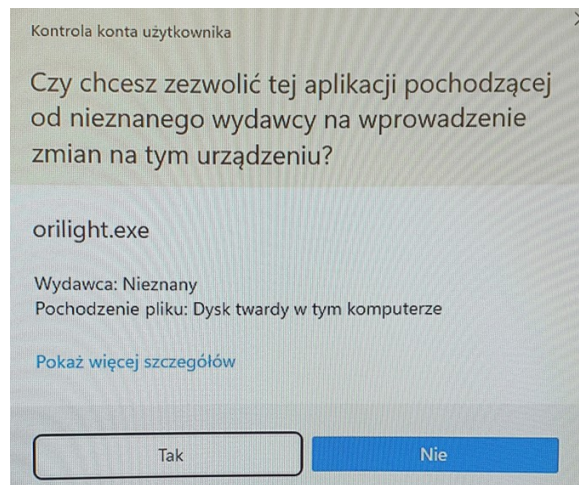 Kontrola konta użytkownika
Czy chcesz zezwolić tej aplikacji pochodzącej
od nieznanego wydawcy na wprowadzenie
zmian na tym urządzeniu?
orilight.exe
Wydawca: Nieznany
Pochodzenie pliku: Dysk twardy w tym komputerze
Pokaż więcej szczegółów
Tak
Nie